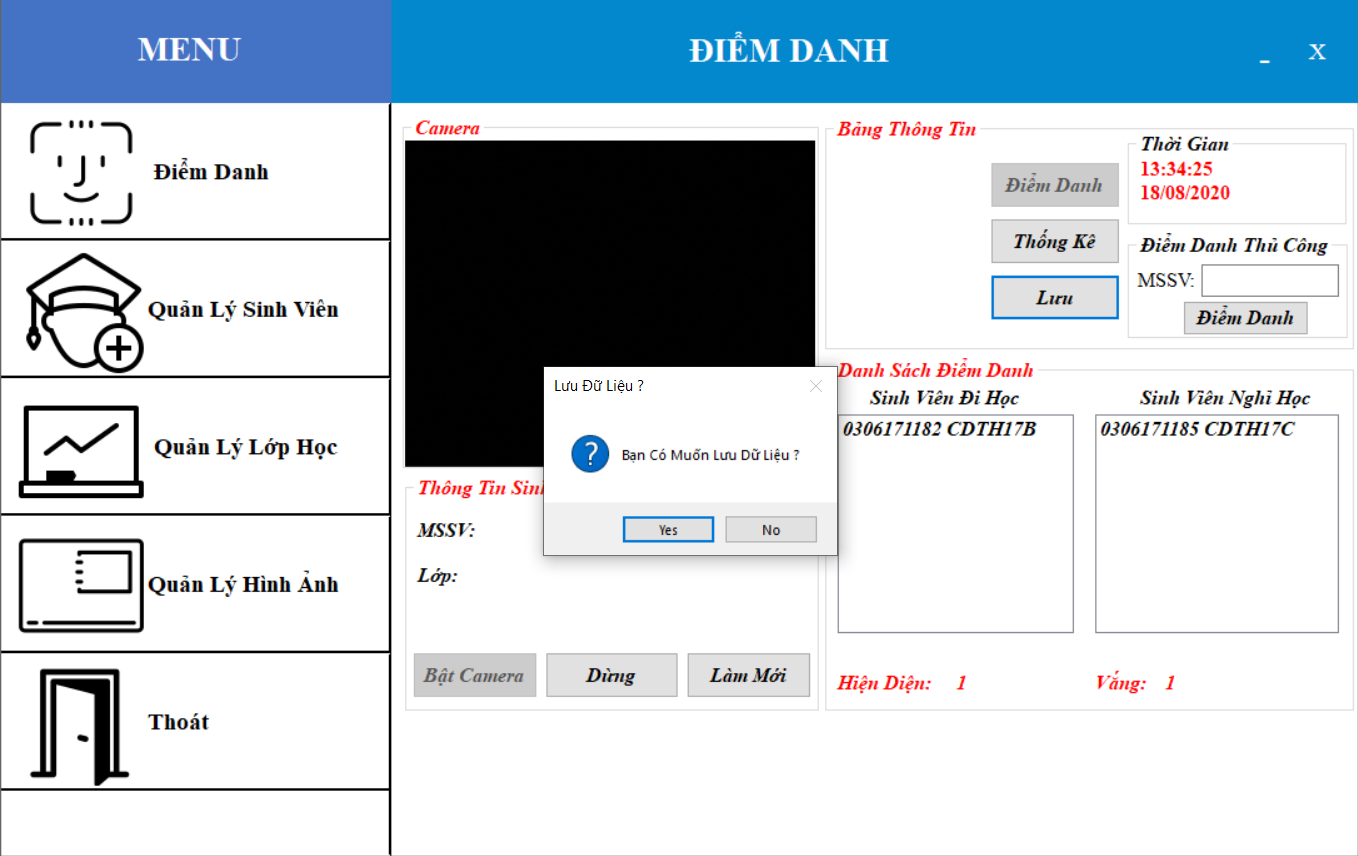 MENU
ĐIỂM DANH
-
X
Điểm Danh
Quản Lý Sinh Viên
Quản Lý Lớp Học
Quản Lý Hình Ảnh
Thoát
Camera
Thông Tin Sinh
MSSV:
Lớp:
Bật Camera
Dừng
Làm Mới
Bảng Thông Tin
Điểm Danh
Thống Kê
Lưu
Thời Gian
13:34:25
18/08/2020
Điểm Danh Thủ Công
MSSV:
Điểm Danh
Lưu Dữ Liệu ?
Bạn Có Muốn Lưu Dữ Liệu ?
Yes
No
Danh Sách Điểm Danh
Sinh Viên Đi Học
0306171182 CDTH17B
Sinh Viên Nghỉ Học
0306171185 CDTH17C
Hiện Diện: 1
Vắng: 1